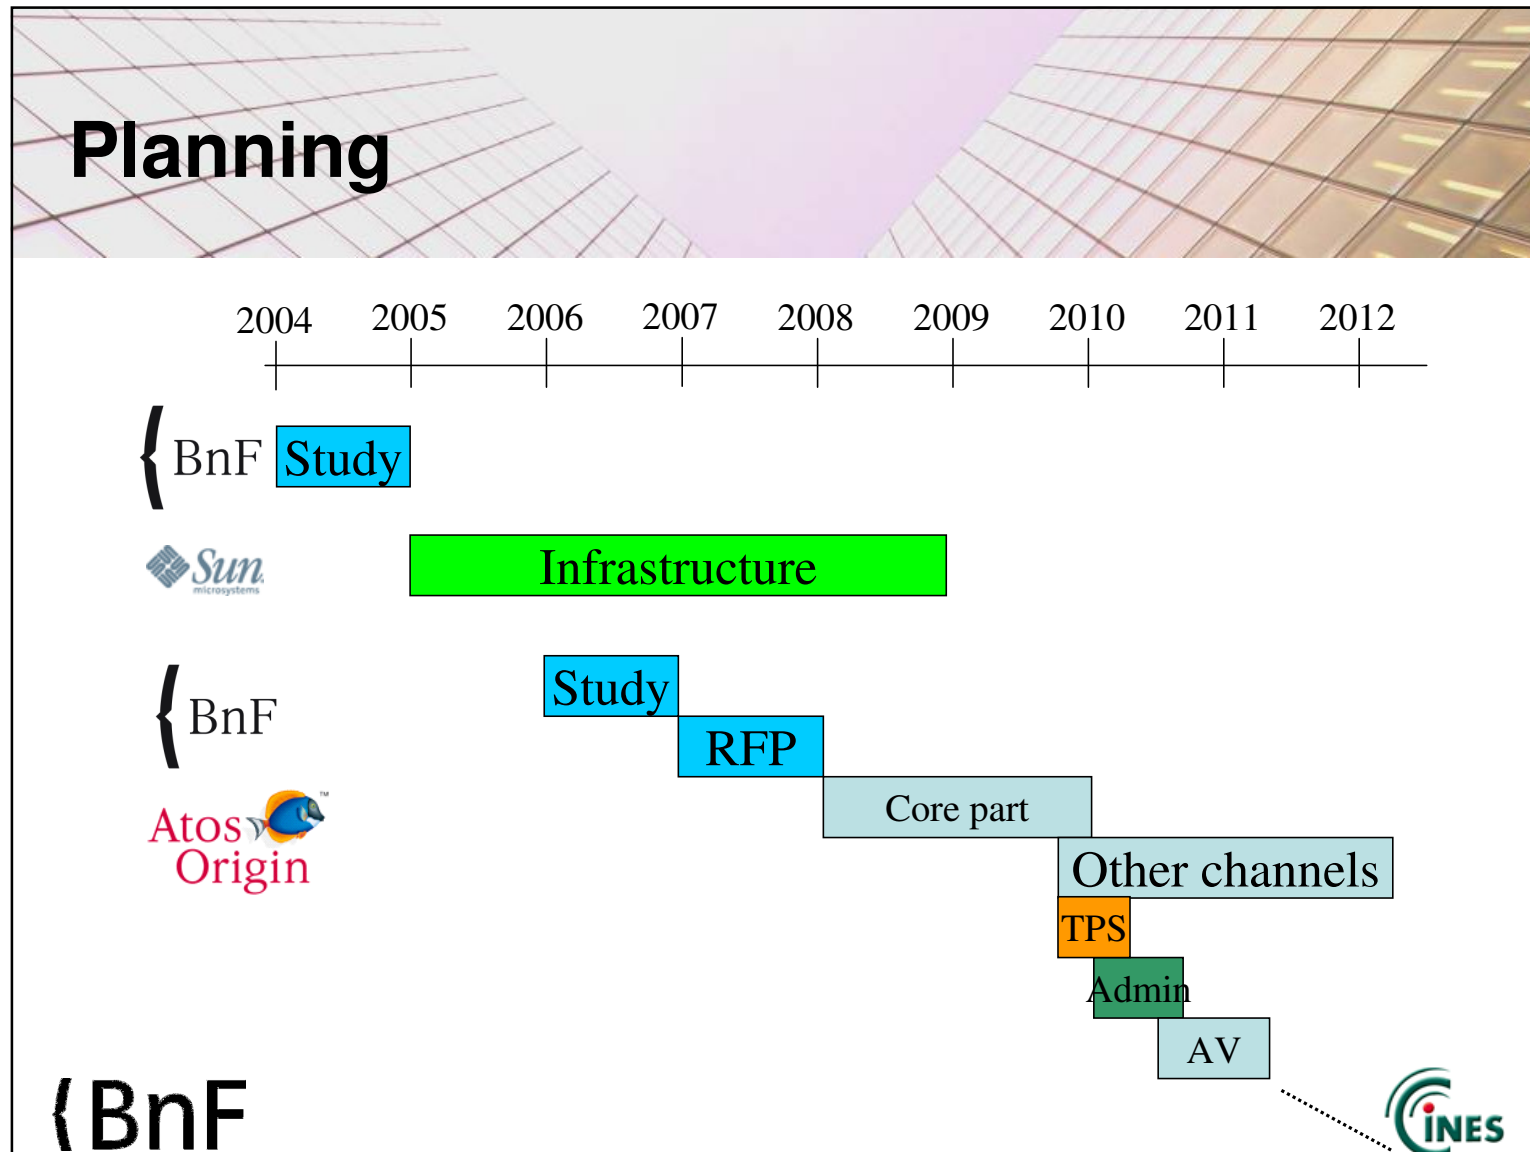 Planning
2004 2005 2006 2007 2008 2009 2010 2011 2012
BnF Study
Sun
microsystems
Infrastructure
Study
BnF
RFP
Atos TM
Origin
Core part
Other channels
TPS
Admin
AV
BnF
CINES